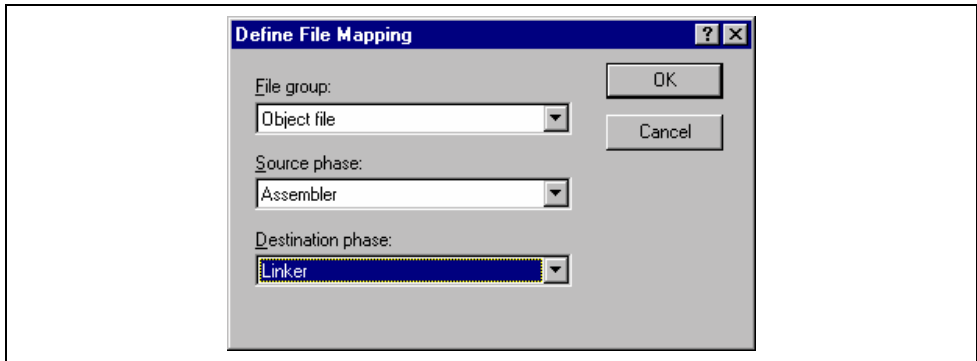 Define File Mapping
File group:
OK
Object file
Cancel
Source phase:
Assembler
Destination phase:
Linker